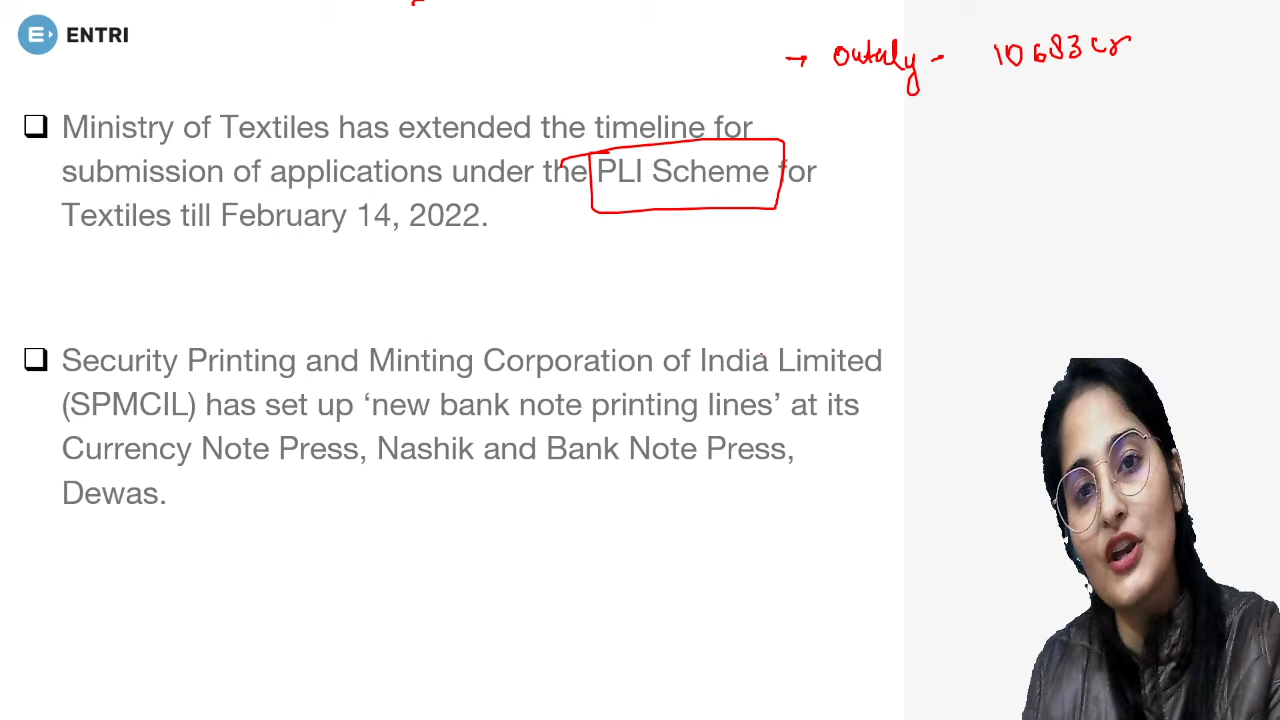 ENTRI
→ Outaly - 10683 cr
Ministry of Textiles has extended the timeline for
submission of applications under the PLI Scheme for
Textiles till February 14, 2022.
Security Printing and Minting Corporation of India Limited
(SPMCIL) has set up ‘new bank note printing lines’ at its
Currency Note Press, Nashik and Bank Note Press,
Dewas.